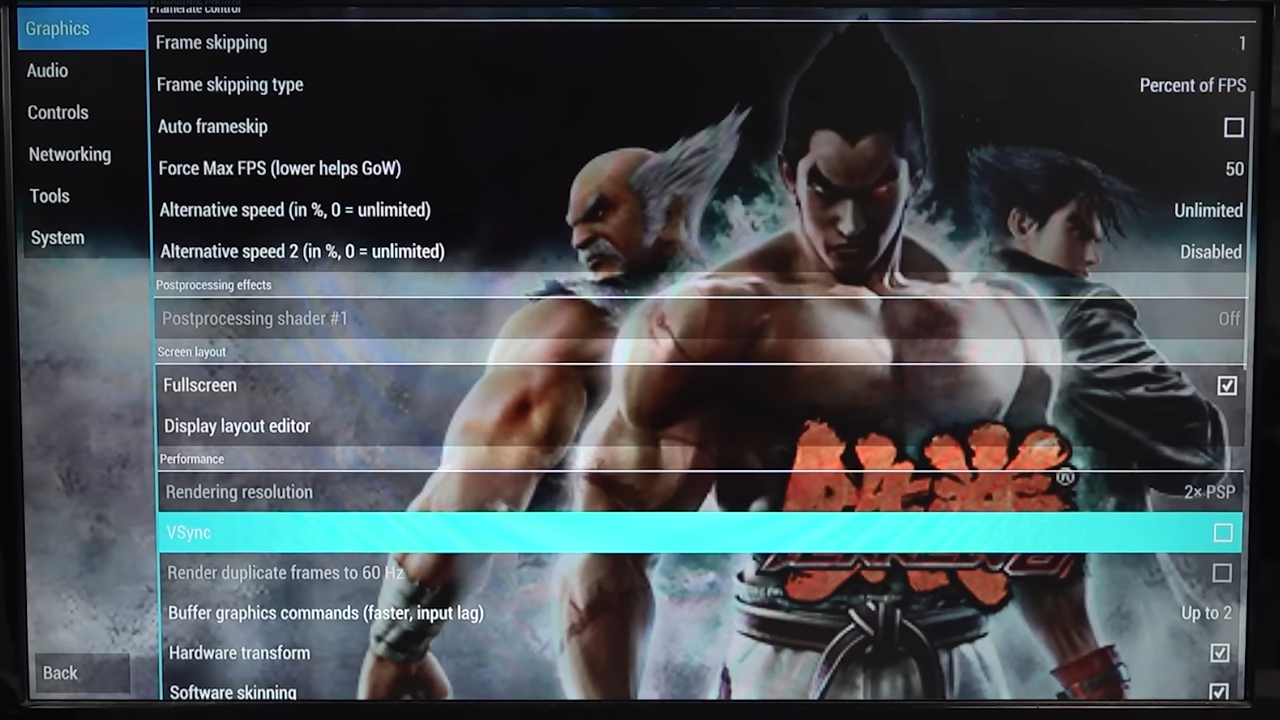 Graphics
Audio
Controls
Networking
Tools
System
Back
Framerate control
Frame skipping 1
Frame skipping type Percent of FPS
Auto frameskip
Force Max FPS (lower helps GoW) 50
Alternative speed (in %, 0 = unlimited) Unlimited
Alternative speed 2 (in %, 0 = unlimited) Disabled
Postprocessing effects
Postprocessing shader #1 Off
Screen layout
Fullscreen
Display layout editor
Performance
Rendering resolution 2× PSP
VSync
Render duplicate frames to 60 Hz
Buffer graphics commands (faster, input lag) Up to 2
Hardware transform
Software skinning
®